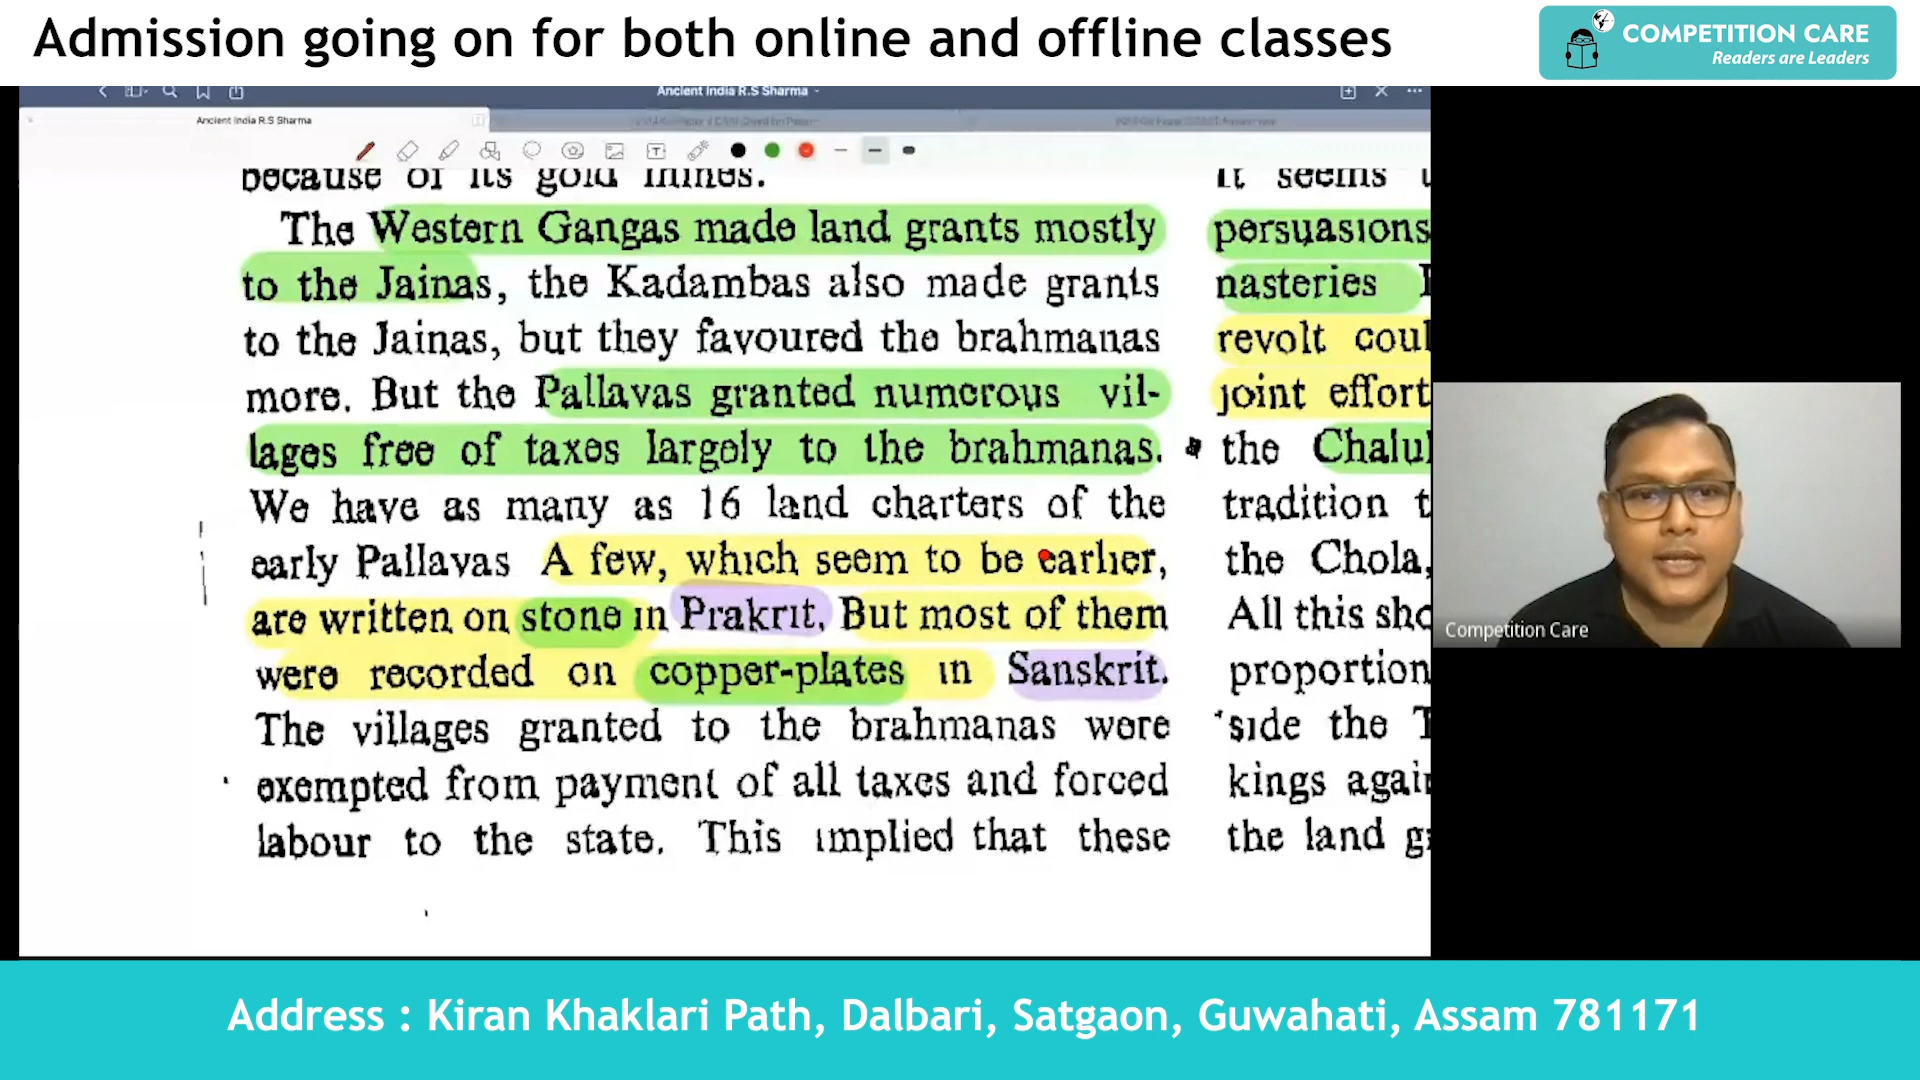 Admission going on for both online and offline classes
COMPETITION CARE
Readers are Leaders
Ancient India R.S Sharma
Ancient India R.S Sharma
because of its gold mines.
The Western Gangas made land grants mostly
to the Jainas, the Kadambas also made grants
to the Jainas, but they favoured the brahmanas
more. But the Pallavas granted numerous vil-
lages free of taxes largely to the brahmanas.
We have as many as 16 land charters of the
early Pallavas A few, which seem to be earlier,
are written on stone in Prakrit. But most of them
were recorded on copper-plates in Sanskrit.
The villages granted to the brahmanas were
exempted from payment of all taxes and forced
labour to the state. This implied that these
It seems
persuasions
nasteries
revolt coul
joint effort
the Chalu
tradition t
the Chola,
All this sho
proportion
side the T
kings again
the land g
Competition Care
Address : Kiran Khaklari Path, Dalbari, Satgaon, Guwahati, Assam 781171